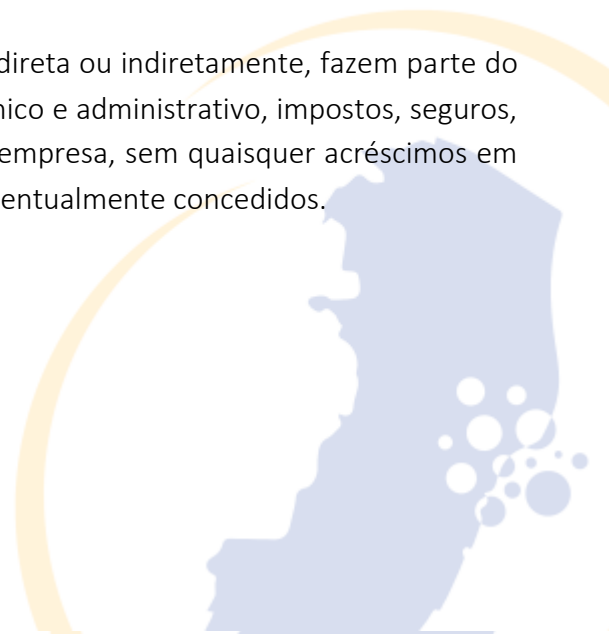 direta ou indiretamente, fazem parte do
nico e administrativo, impostos, seguros,
empresa, sem quaisquer acréscimos em
entualmente concedidos.